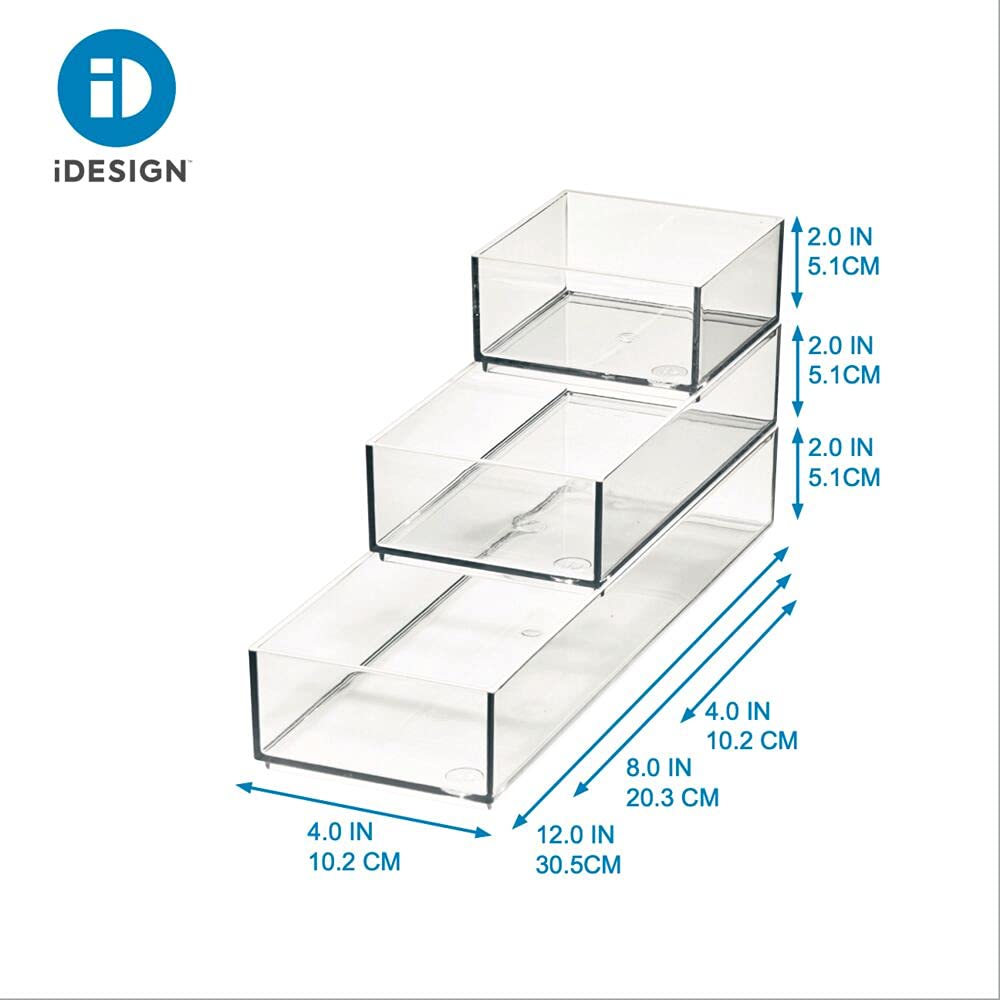 iD
iDESIGN™
2.0 IN
5.1CM
2.0 IN
5.1CM
2.0 IN
5.1CM
4.0 IN
10.2 CM
8.0 IN
20.3 CM
12.0 IN
30.5CM
4.0 IN
10.2 CM